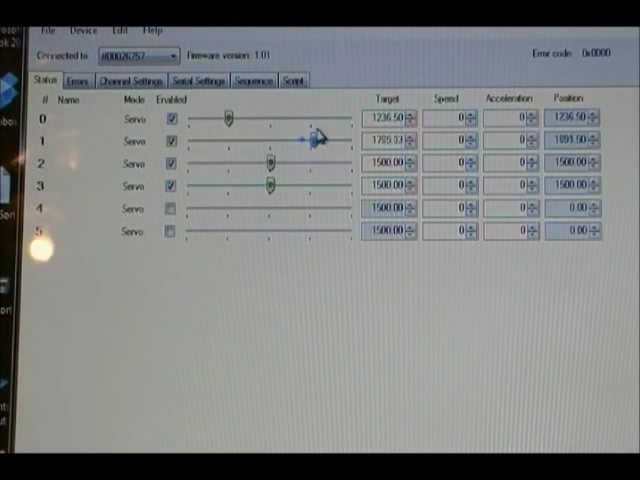 File Device Edit Help
Connected to: #00026757 Firmware version: 1.01 Error code: 0x0000
Status Errors Channel Settings Serial Settings Sequence Script
# Name Mode Enabled Target Speed Acceleration Position
0 Servo 1236.50 0 0 1236.50
1 Servo 0 0
2 Servo 1500.00 0 0 1500.00
3 Servo 1500.00 0 0 1500.00
4 Servo 1500.00 0 0 0.00
5 Servo 1500.00 0 0 0.00